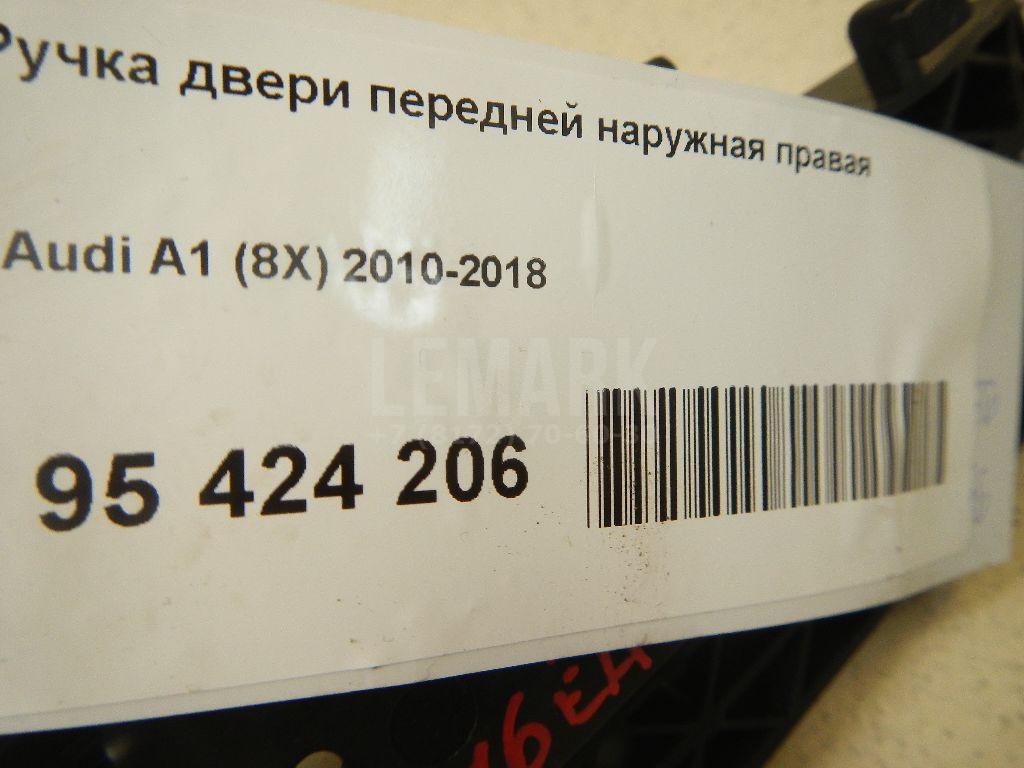 Ручка двери передней наружная правая
Audi A1 (8X) 2010-2018
LEMARK
95 424 206